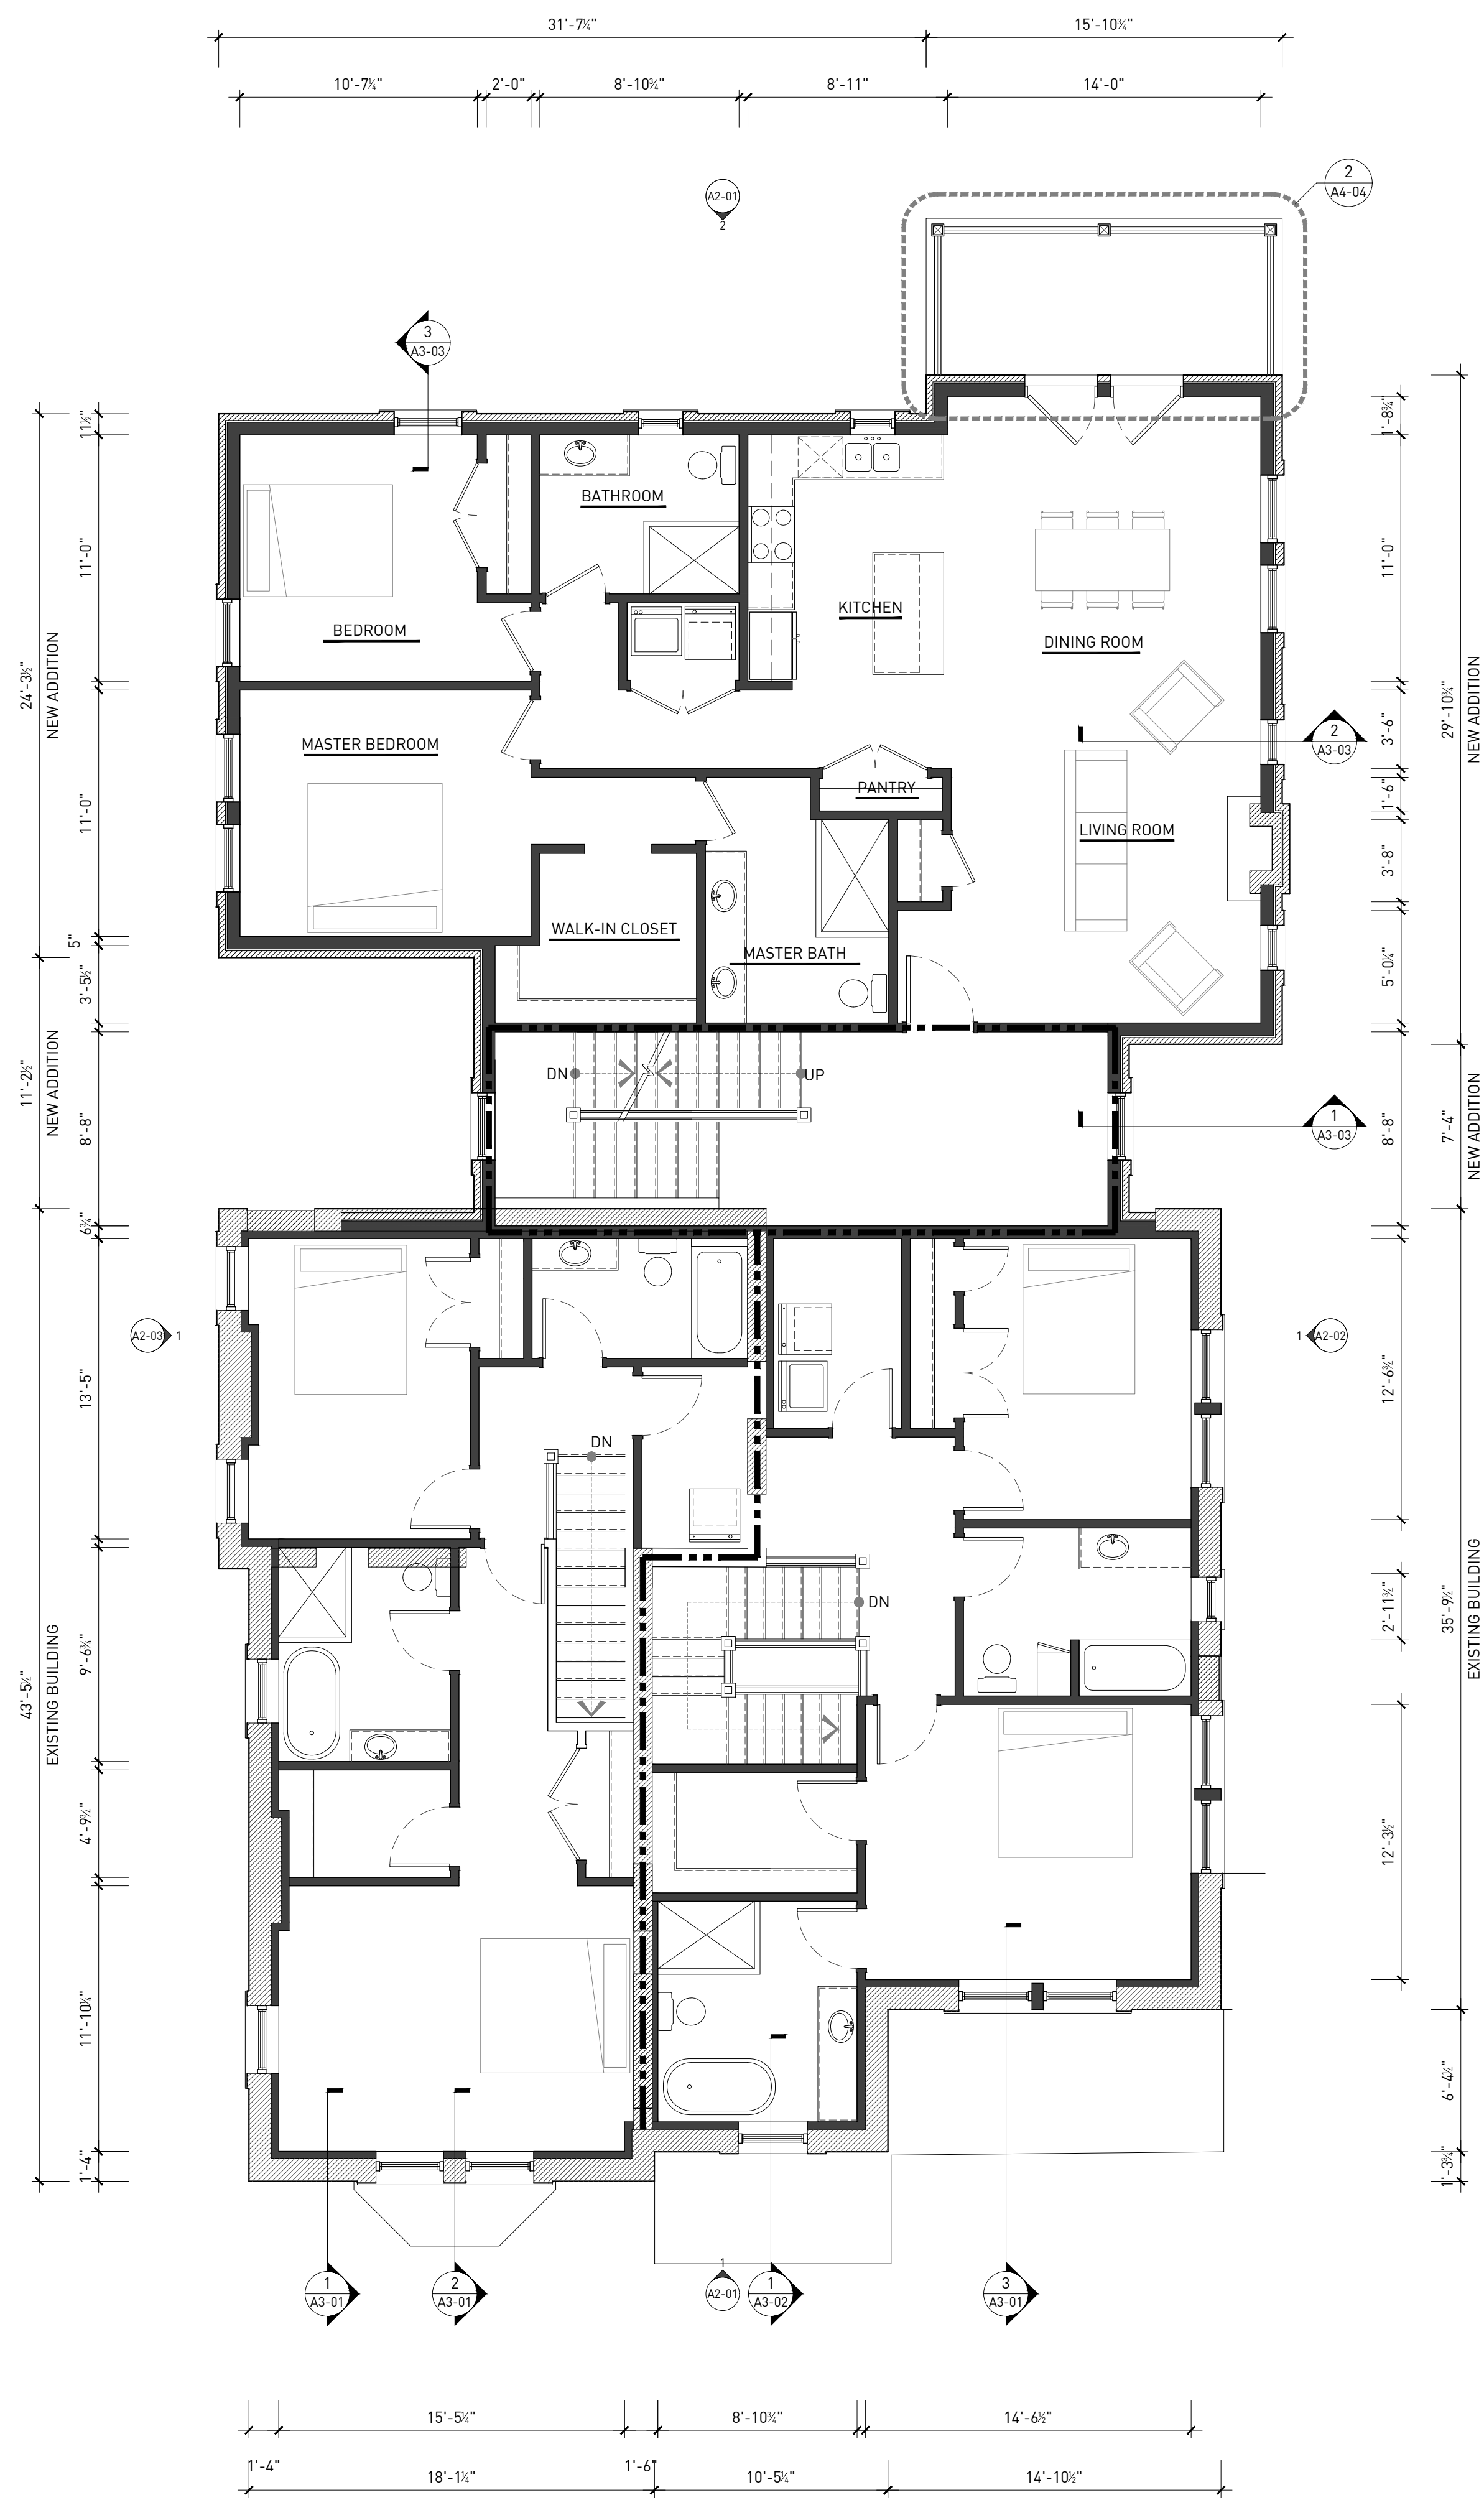 31'-7¼"
15'-10¾"
10'-7¼"
2'-0"
8'-10¾"
8'-11"
14'-0"
2
A4-04
A2-01
2
3
A3-03
11½"
1'-8¾"
BATHROOM
11'-0"
11'-0"
KITCHEN
BEDROOM
DINING ROOM
24'-3½"
NEW ADDITION
29'-10¾"
NEW ADDITION
MASTER BEDROOM
2
A3-03
3'-6"
PANTRY
1'-6"
11'-0"
LIVING ROOM
3'-8"
WALK-IN CLOSET
MASTER BATH
5"
3'-5½"
5'-0¼"
DN
UP
11'-2½"
NEW ADDITION
8'-8"
1
A3-03
8'-8"
7'-4"
NEW ADDITION
6¾"
A2-03
1
1
A2-02
13'-5"
12'-6¾"
DN
DN
2'-11¾"
35'-9¼"
EXISTING BUILDING
43'-5¼"
EXISTING BUILDING
9'-6¾"
4'-9¾"
12'-3½"
11'-10¼"
6'-4¼"
1'-4"
1'-3¾"
1
A3-01
2
A3-01
1
A2-01
1
A3-02
3
A3-01
15'-5¼"
8'-10¾"
14'-6½"
1'-4"
1'-6"
18'-1¼"
10'-5¼"
14'-10½"